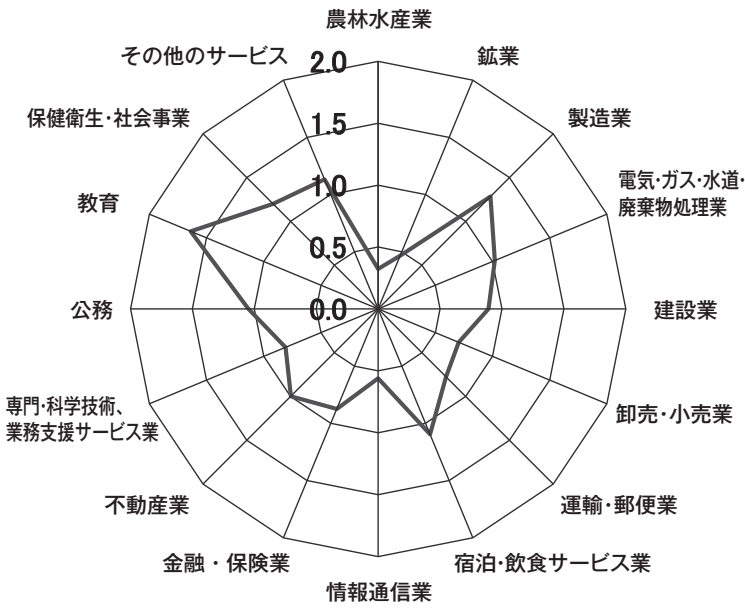 農林水産業
鉱業
製造業
電気・ガス・水道・
廃棄物処理業
建設業
卸売・小売業
運輸・郵便業
宿泊・飲食サービス業
情報通信業
金融・保険業
不動産業
専門・科学技術、
業務支援サービス業
公務
教育
保健衛生・社会事業
その他のサービス
2.0
1.5
1.0
0.5
0.0